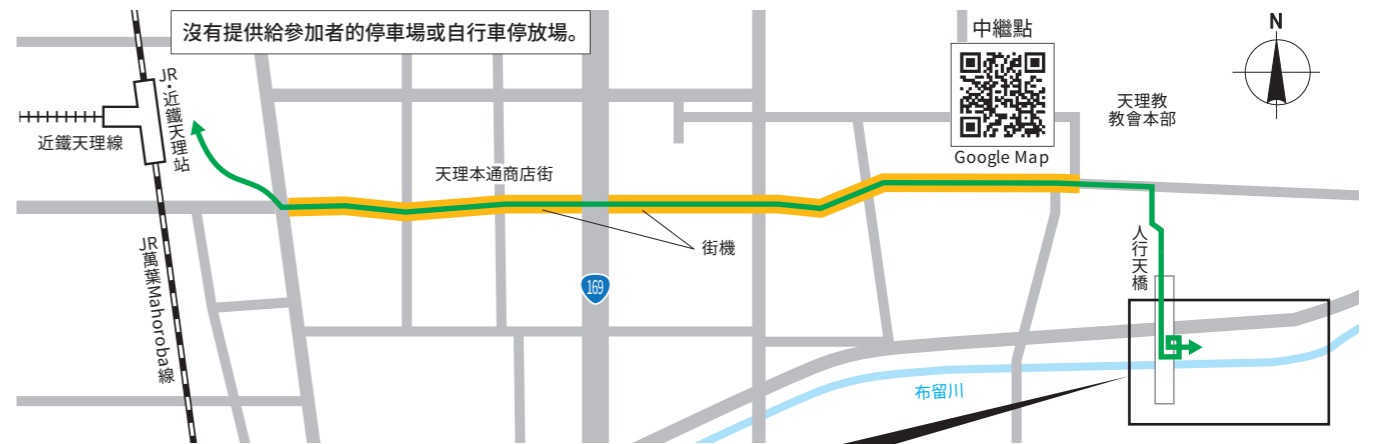 沒有提供給參加者的停車場或自行車停放場。
中繼點
N
JR・近鐵天理站
天理教
教會本部
近鐵天理線
Google Map
天理本通商店街
人行天橋
JR萬葉Mahoroba線
街機
169
布留川